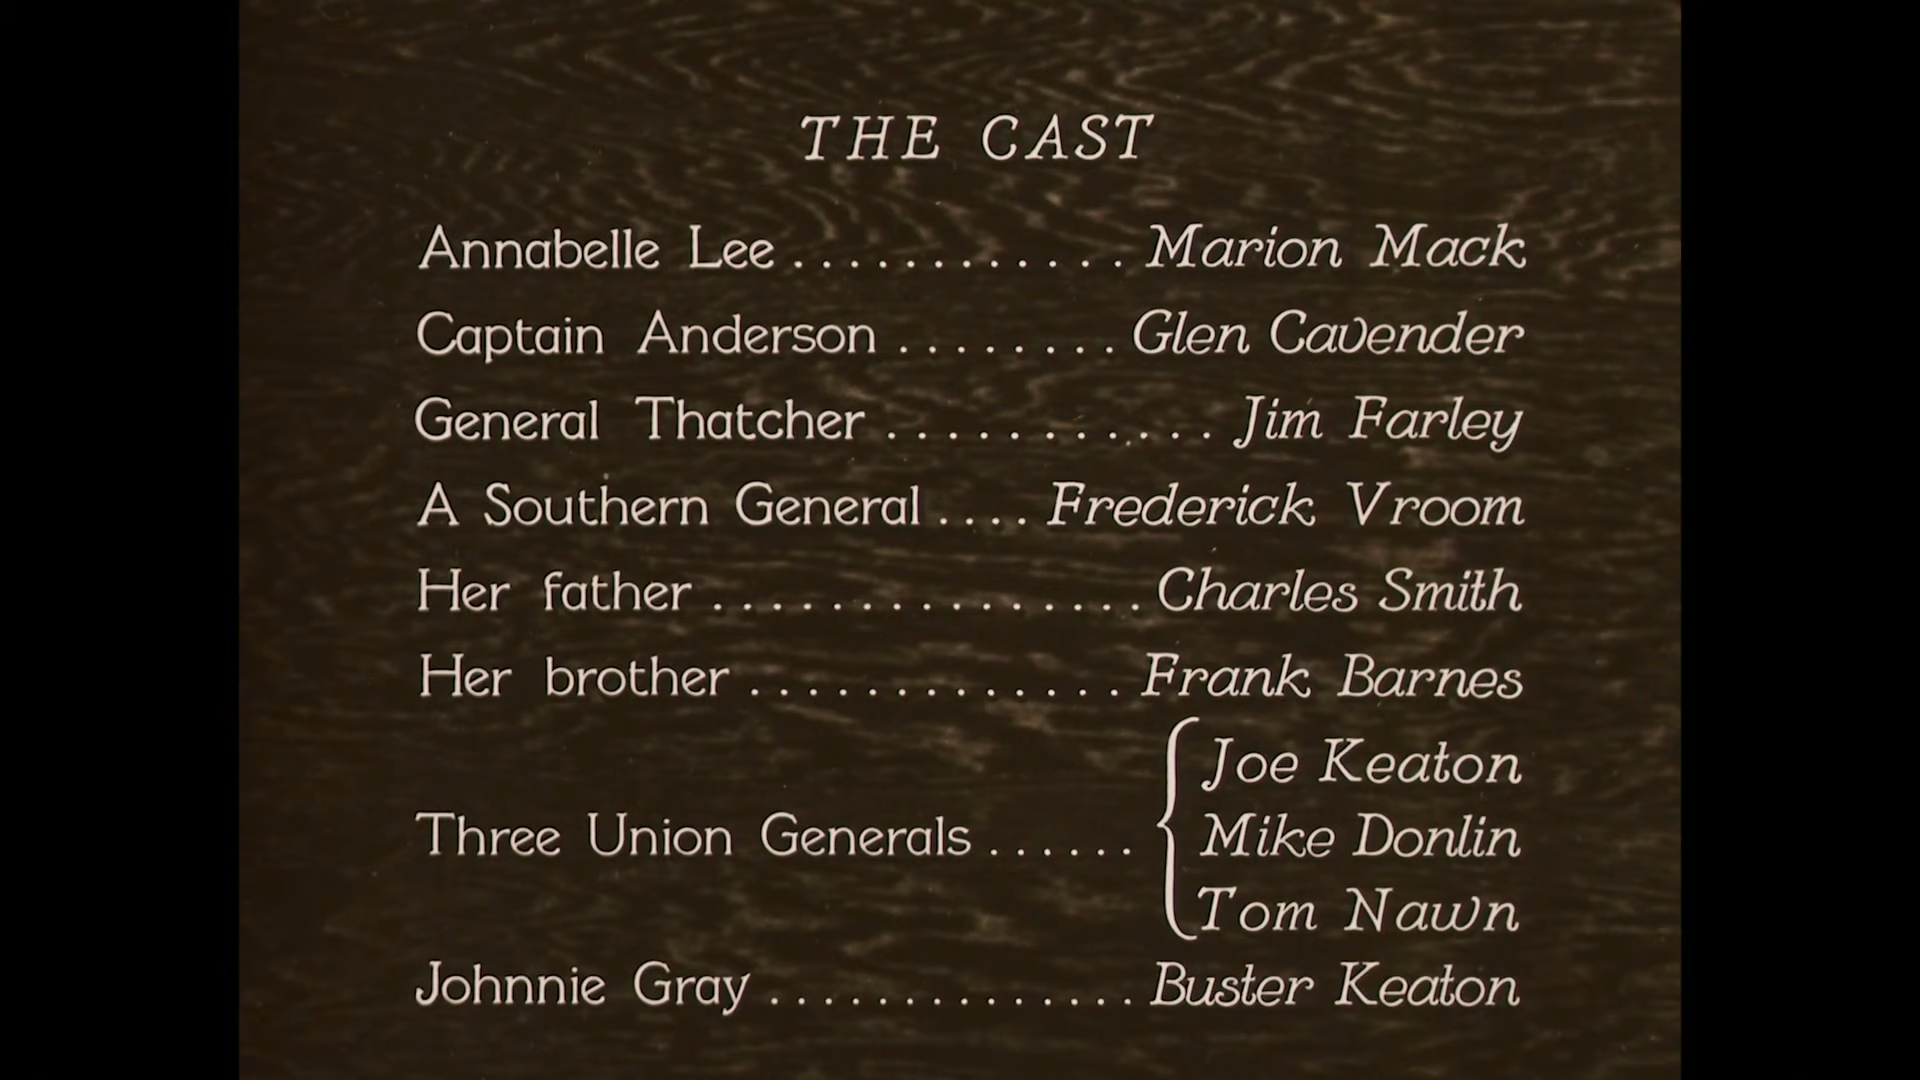 THE CAST
Annabelle Lee ............ Marion Mack
Captain Anderson ........ Glen Cavender
General Thatcher ............ Jim Farley
A Southern General .... Frederick Vroom
Her father ............... Charles Smith
Her brother ............. Frank Barnes
Joe Keaton
Three Union Generals ...... { Mike Donlin
Tom Nawn
Johnnie Gray ............. Buster Keaton